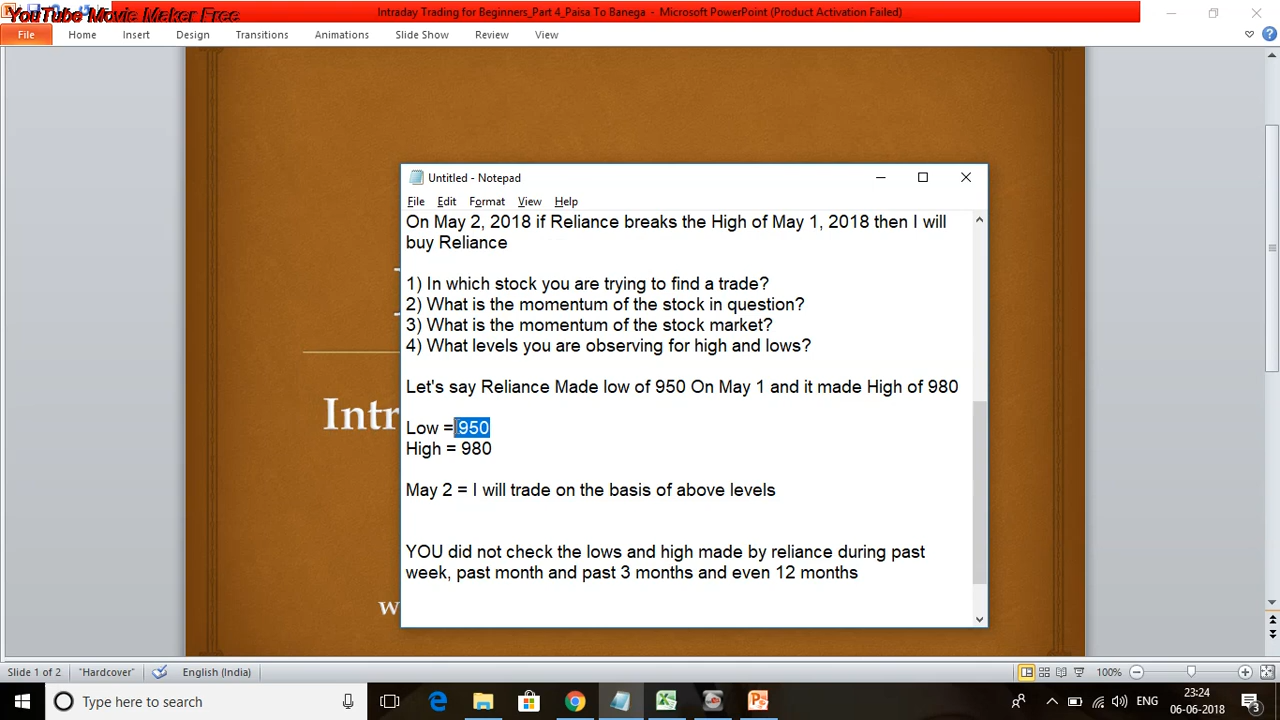 YouTube Movie Maker Free
Intraday Trading for Beginners_Part 4_Paisa To Banega - Microsoft PowerPoint (Product Activation Failed)
File Home Insert Design Transitions Animations Slide Show Review View
Untitled - Notepad
File Edit Format View Help
On May 2, 2018 if Reliance breaks the High of May 1, 2018 then I will
buy Reliance
1) In which stock you are trying to find a trade?
2) What is the momentum of the stock in question?
3) What is the momentum of the stock market?
4) What levels you are observing for high and lows?
Let's say Reliance Made low of 950 On May 1 and it made High of 980
Low = 950
High = 980
May 2 = I will trade on the basis of above levels
YOU did not check the lows and high made by reliance during past
week, past month and past 3 months and even 12 months
Intr
w
Slide 1 of 2 "Hardcover" English (India) 100%
Type here to search
ENG
23:24
06-06-2018
3